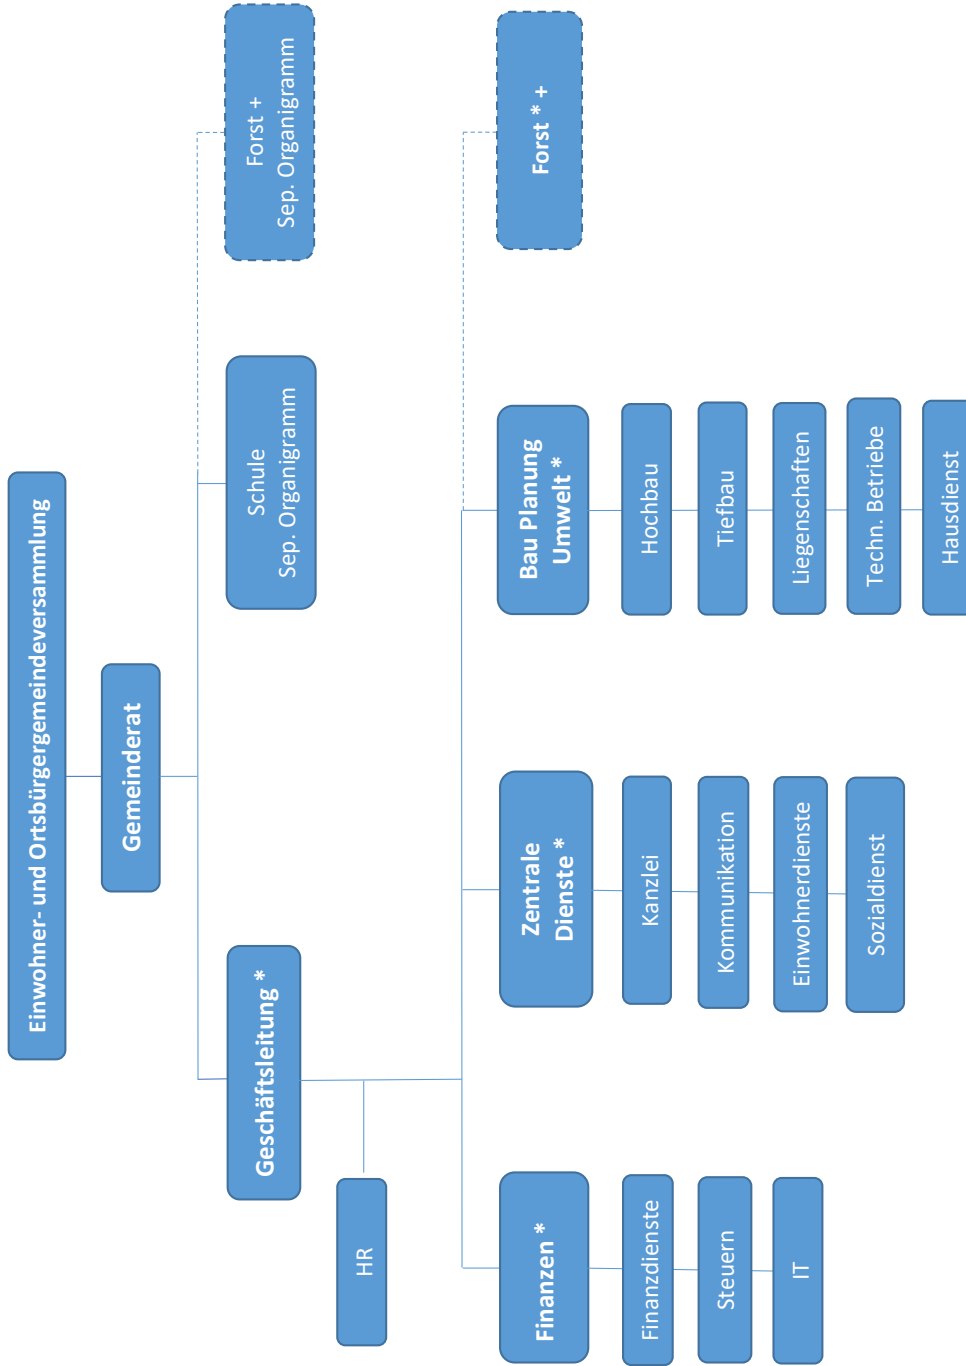 Einwohner- und Ortsbürgergemeindeversammlung
Gemeinderat
Geschäftsleitung *
Schule
Sep. Organigramm
Forst +
Sep. Organigramm
HR
Finanzen *
Zentrale
Dienste *
Bau Planung
Umwelt *
Forst * +
Finanzdienste
Kanzlei
Hochbau
Steuern
Kommunikation
Tiefbau
IT
Einwohnerdienste
Liegenschaften
Sozialdienst
Techn. Betriebe
Hausdienst